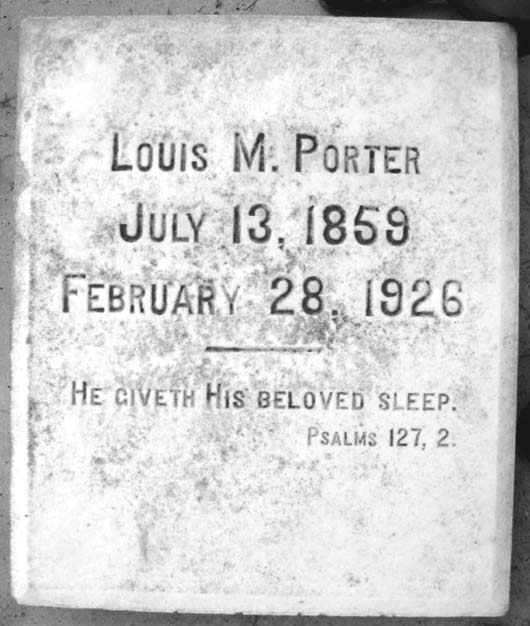 Louis M. Porter
July 13, 1859
February 28, 1926
He giveth His beloved sleep.
Psalms 127, 2.